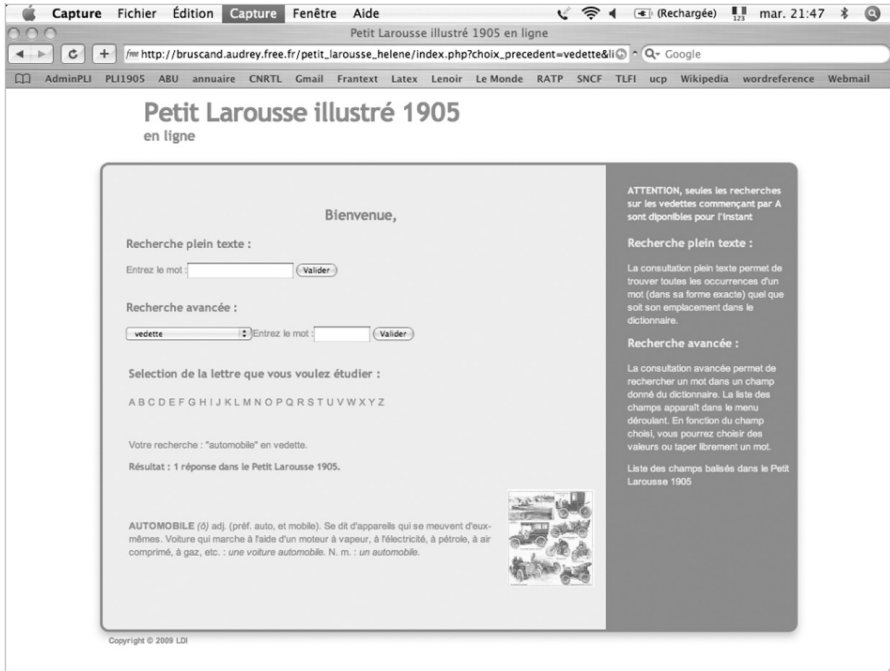 Capture Fichier Édition Capture Fenêtre Aide (Rechargée) mar. 21:47
Petit Larousse illustré 1905 en ligne
http://bruscand.audrey.free.fr/petit_larousse_helene/index.php?choix_precedent=vedette&li Google
AdminPLI PLI1905 ABU annuaire CNRTL Gmail Frantext Latex Lenoir Le Monde RATP SNCF TLFI ucp Wikipedia wordreference Webmail
Petit Larousse illustré 1905
en ligne
Bienvenue,
Recherche plein texte :
Entrez le mot : Valider
Recherche avancée :
vedette Entrez le mot : Valider
Selection de la lettre que vous voulez étudier :
A B C D E F G H I J K L M N O P Q R S T U V W X Y Z
Votre recherche : "automobile" en vedette.
Résultat : 1 réponse dans le Petit Larousse 1905.
AUTOMOBILE (ô) adj. (préf. auto, et mobile). Se dit d'appareils qui se meuvent d'eux-
mêmes. Voiture qui marche à l'aide d'un moteur à vapeur, à l'électricité, à pétrole, à air
comprimé, à gaz, etc. : une voiture automobile. N. m. : un automobile.
ATTENTION, seules les recherches
sur les vedettes commençant par A
sont diponibles pour l'instant
Recherche plein texte :
La consultation plein texte permet de
trouver toutes les occurrences d'un
mot (dans sa forme exacte) quel que
soit son emplacement dans le
dictionnaire.
Recherche avancée :
La consultation avancée permet de
rechercher un mot dans un champ
donné du dictionnaire. La liste des
champs apparaît dans le menu
déroulant. En fonction du champ
choisi, vous pourrez choisir des
valeurs ou taper librement un mot.
Liste des champs balisés dans le Petit
Larousse 1905
Copyright © 2009 LDI